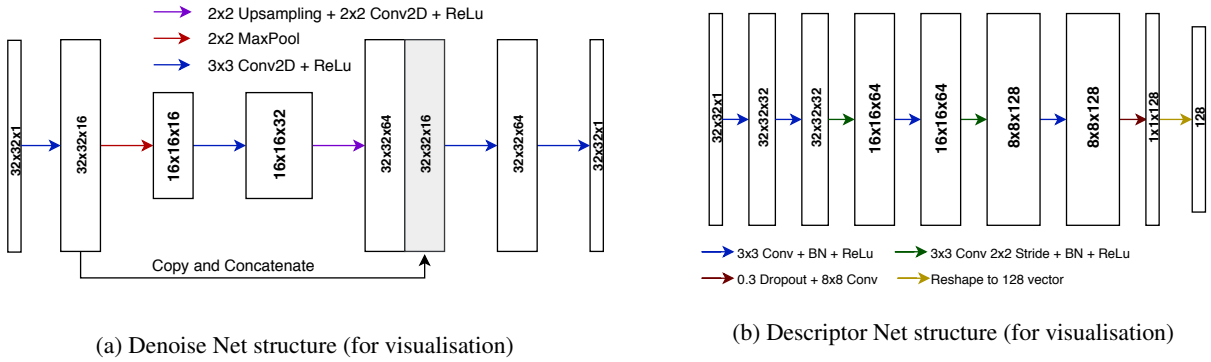 2x2 Upsampling + 2x2 Conv2D + ReLu
2x2 MaxPool
3x3 Conv2D + ReLu
32x32x1
32x32x16
16x16x16
16x16x32
32x32x64
32x32x16
32x32x64
32x32x1
Copy and Concatenate
(a) Denoise Net structure (for visualisation)
32x32x1
32x32x32
32x32x32
16x16x64
16x16x64
8x8x128
8x8x128
1x1x128
128
3x3 Conv + BN + ReLu
3x3 Conv 2x2 Stride + BN + ReLu
0.3 Dropout + 8x8 Conv
Reshape to 128 vector
(b) Descriptor Net structure (for visualisation)